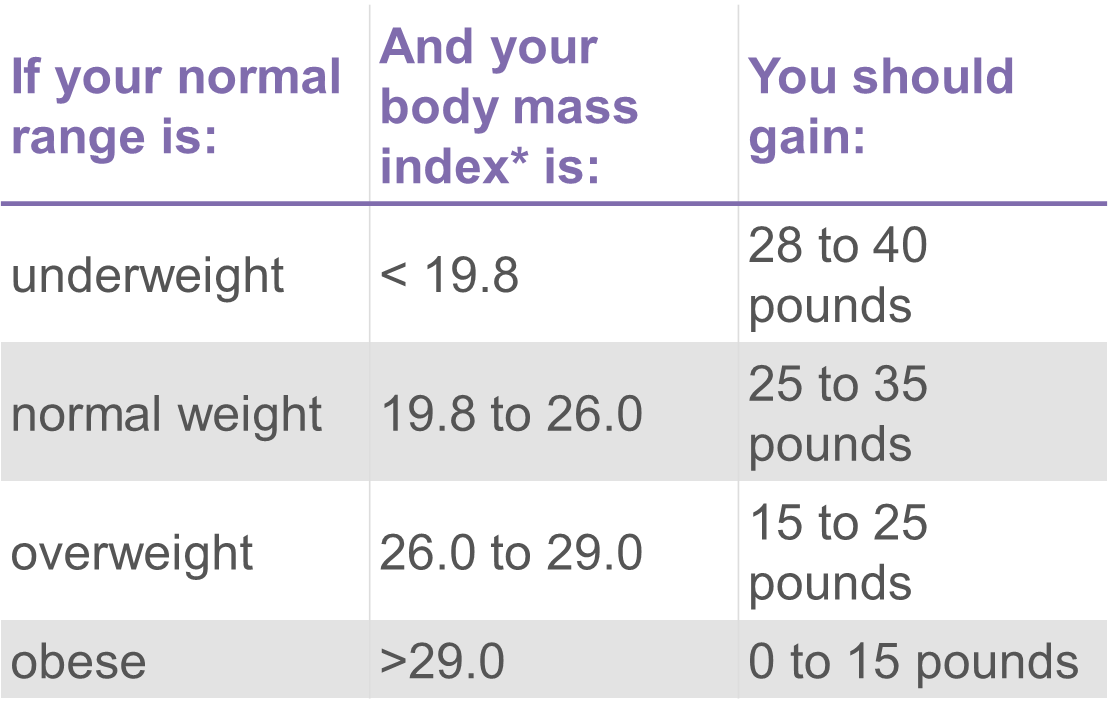 If your normal
range is:
And your
body mass
index* is:
You should
gain:
underweight
< 19.8
28 to 40
pounds
normal weight
19.8 to 26.0
25 to 35
pounds
overweight
26.0 to 29.0
15 to 25
pounds
obese
>29.0
0 to 15 pounds